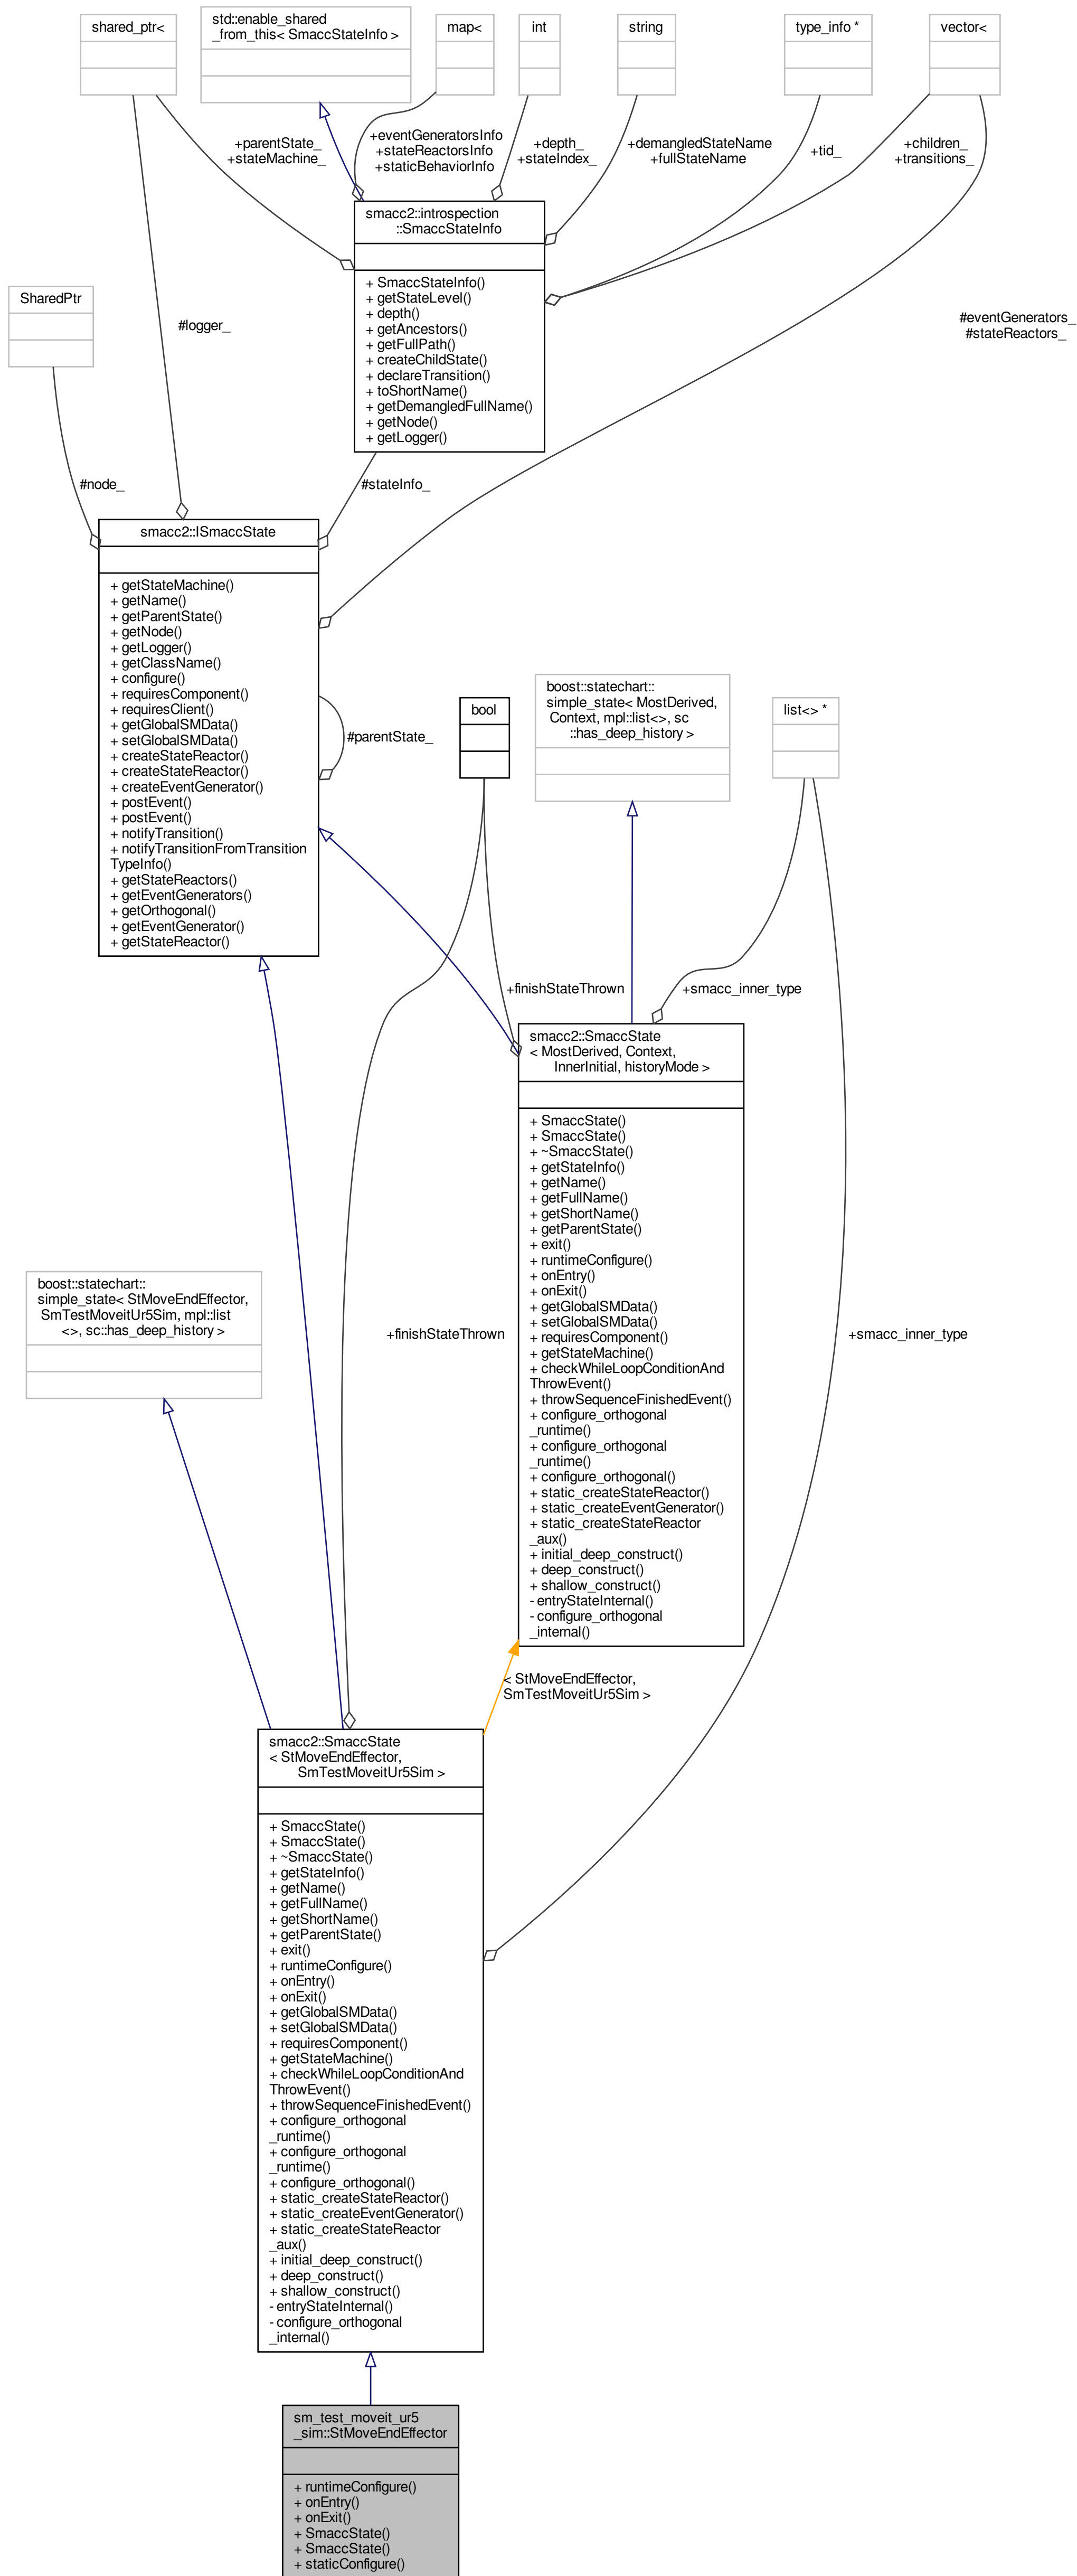 shared_ptr<
std::enable_shared
_from_this< SmaccStateInfo >
map<
int
string
type_info *
vector<
+parentState_
+stateMachine_
+eventGeneratorsInfo
+stateReactorsInfo
+staticBehaviorInfo
+depth_
+stateIndex_
+demangledStateName
+fullStateName
+tid_
+children_
+transitions_
smacc2::introspection
::SmaccStateInfo
+ SmaccStateInfo()
+ getStateLevel()
+ depth()
+ getAncestors()
+ getFullPath()
+ createChildState()
+ declareTransition()
+ toShortName()
+ getDemangledFullName()
+ getNode()
+ getLogger()
SharedPtr
#logger_
#eventGenerators_
#stateReactors_
#node_
#stateInfo_
smacc2::ISmaccState
+ getStateMachine()
+ getName()
+ getParentState()
+ getNode()
+ getLogger()
+ getClassName()
+ configure()
+ requiresComponent()
+ requiresClient()
+ getGlobalSMData()
+ setGlobalSMData()
+ createStateReactor()
+ createStateReactor()
+ createEventGenerator()
+ postEvent()
+ postEvent()
+ notifyTransition()
+ notifyTransitionFromTransition
TypeInfo()
+ getStateReactors()
+ getEventGenerators()
+ getOrthogonal()
+ getEventGenerator()
+ getStateReactor()
#parentState_
bool
boost::statechart::
simple_state< MostDerived,
Context, mpl::list<>, sc
::has_deep_history >
list<> *
+finishStateThrown
+smacc_inner_type
smacc2::SmaccState
< MostDerived, Context,
InnerInitial, historyMode >
+ SmaccState()
+ SmaccState()
+ ~SmaccState()
+ getStateInfo()
+ getName()
+ getFullName()
+ getShortName()
+ getParentState()
+ exit()
+ runtimeConfigure()
+ onEntry()
+ onExit()
+ getGlobalSMData()
+ setGlobalSMData()
+ requiresComponent()
+ getStateMachine()
+ checkWhileLoopConditionAnd
ThrowEvent()
+ throwSequenceFinishedEvent()
+ configure_orthogonal
_runtime()
+ configure_orthogonal
_runtime()
+ configure_orthogonal()
+ static_createStateReactor()
+ static_createEventGenerator()
+ static_createStateReactor
_aux()
+ initial_deep_construct()
+ deep_construct()
+ shallow_construct()
- entryStateInternal()
- configure_orthogonal
_internal()
boost::statechart::
simple_state< StMoveEndEffector,
SmTestMoveitUr5Sim, mpl::list
<>, sc::has_deep_history >
+finishStateThrown
+smacc_inner_type
< StMoveEndEffector,
SmTestMoveitUr5Sim >
smacc2::SmaccState
< StMoveEndEffector,
SmTestMoveitUr5Sim >
+ SmaccState()
+ SmaccState()
+ ~SmaccState()
+ getStateInfo()
+ getName()
+ getFullName()
+ getShortName()
+ getParentState()
+ exit()
+ runtimeConfigure()
+ onEntry()
+ onExit()
+ getGlobalSMData()
+ setGlobalSMData()
+ requiresComponent()
+ getStateMachine()
+ checkWhileLoopConditionAnd
ThrowEvent()
+ throwSequenceFinishedEvent()
+ configure_orthogonal
_runtime()
+ configure_orthogonal
_runtime()
+ configure_orthogonal()
+ static_createStateReactor()
+ static_createEventGenerator()
+ static_createStateReactor
_aux()
+ initial_deep_construct()
+ deep_construct()
+ shallow_construct()
- entryStateInternal()
- configure_orthogonal
_internal()
sm_test_moveit_ur5
_sim::StMoveEndEffector
+ runtimeConfigure()
+ onEntry()
+ onExit()
+ SmaccState()
+ SmaccState()
+ staticConfigure()